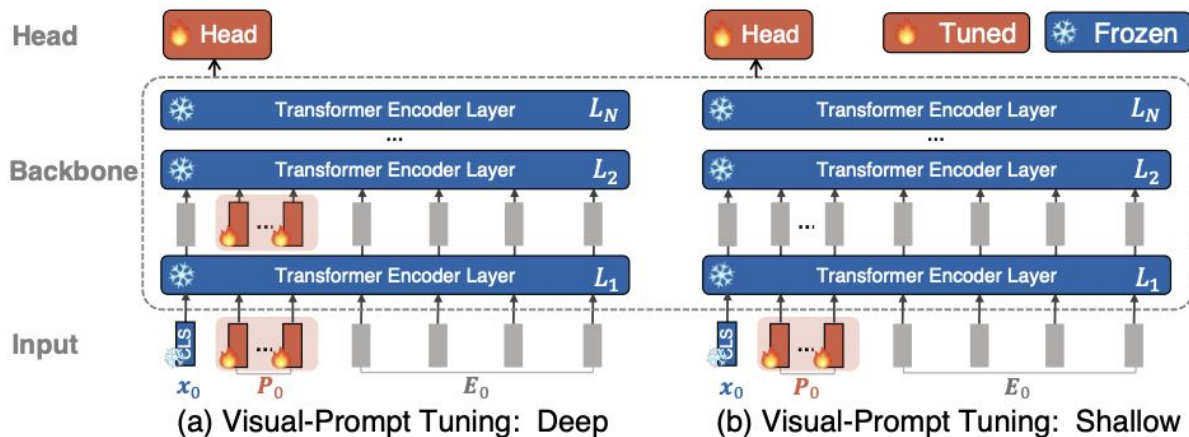 Head
Head
Head
Tuned
Frozen
Transformer Encoder Layer L_N
Transformer Encoder Layer L_N
...
...
Backbone
Transformer Encoder Layer L_2
Transformer Encoder Layer L_2
...
...
Transformer Encoder Layer L_1
Transformer Encoder Layer L_1
Input
CLS
...
CLS
...
x_0
P_0
E_0
x_0
P_0
E_0
(a) Visual-Prompt Tuning: Deep
(b) Visual-Prompt Tuning: Shallow